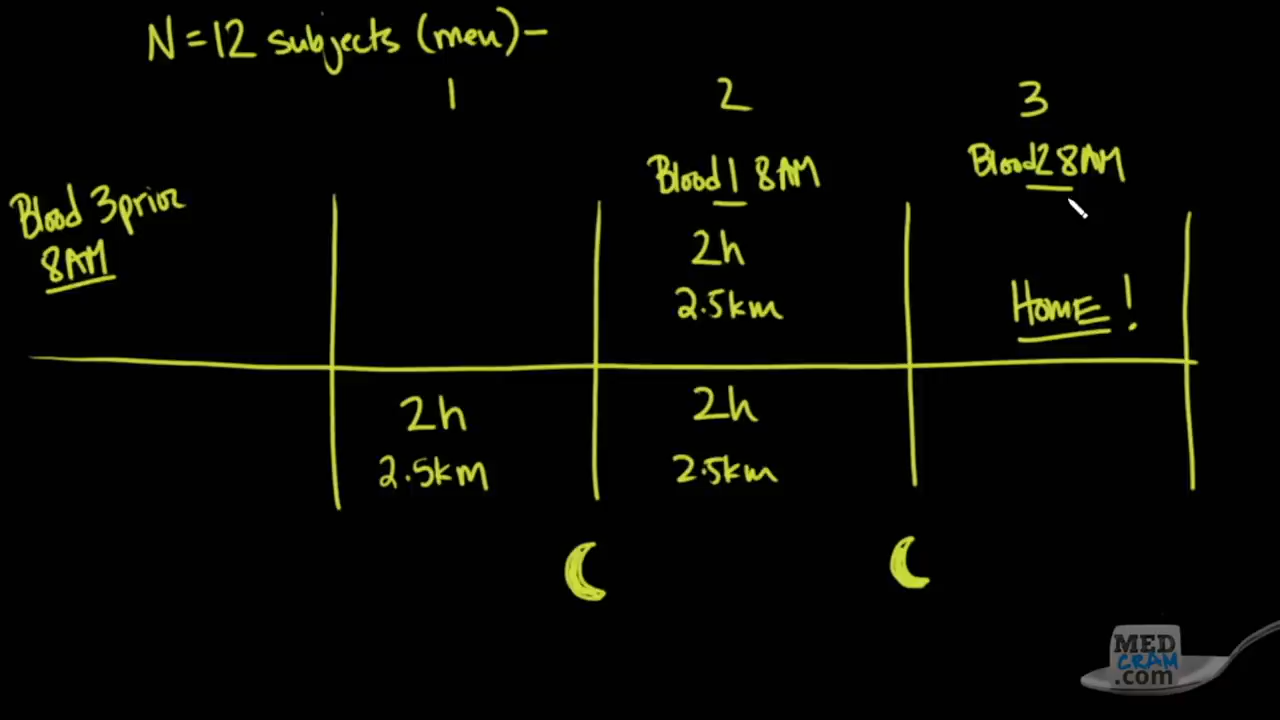 N=12 subjects (men)-
1
2
3
Blood 3 prior
8AM
Blood 1 8AM
2h
2.5km
Blood 2 8AM
HOME!
2h
2.5km
2h
2.5km
MED
CRAM
.com